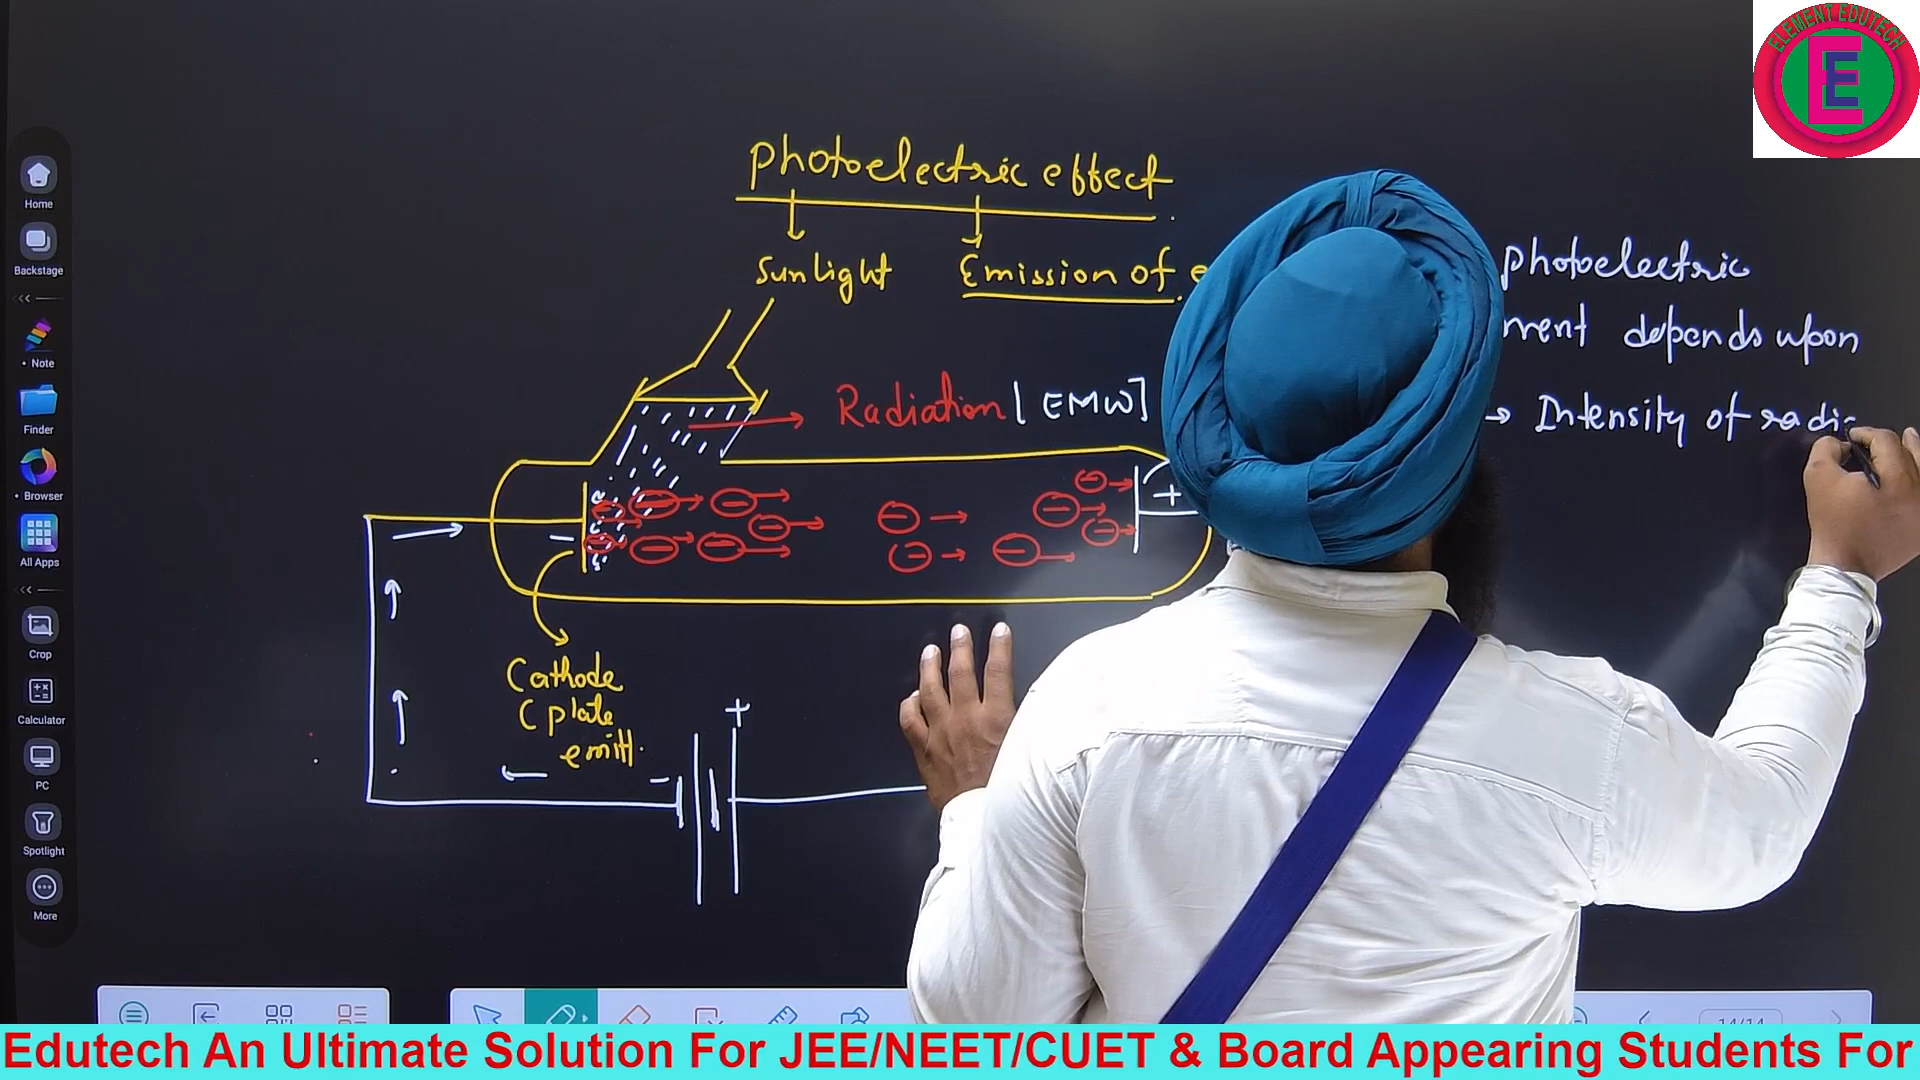 ELEMENT EDUTECH
E
E
Photoelectric effect
Sunlight
Emission of e
Radiation [EMW]
Photoelectric
depends upon
→ Intensity of radi
+
Cathode
C plate
emitt.
+
Home
Backstage
Note
Finder
Browser
All Apps
Crop
Calculator
PC
Spotlight
More
14/14
Edutech An Ultimate Solution For JEE/NEET/CUET & Board Appearing Students For